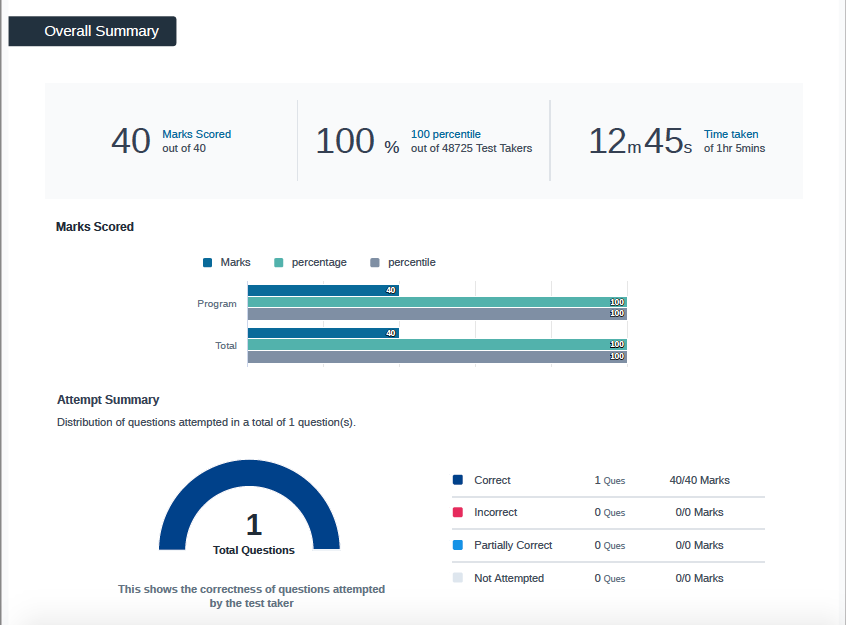 Overall Summary
40 Marks Scored
out of 40
100 % 100 percentile
out of 48725 Test Takers
12m 45s Time taken
of 1hr 5mins
Marks Scored
Marks percentage percentile
Program 40
100
100
Total 40
100
100
Attempt Summary
Distribution of questions attempted in a total of 1 question(s).
1
Total Questions
This shows the correctness of questions attempted
by the test taker
Correct 1 Ques 40/40 Marks
Incorrect 0 Ques 0/0 Marks
Partially Correct 0 Ques 0/0 Marks
Not Attempted 0 Ques 0/0 Marks